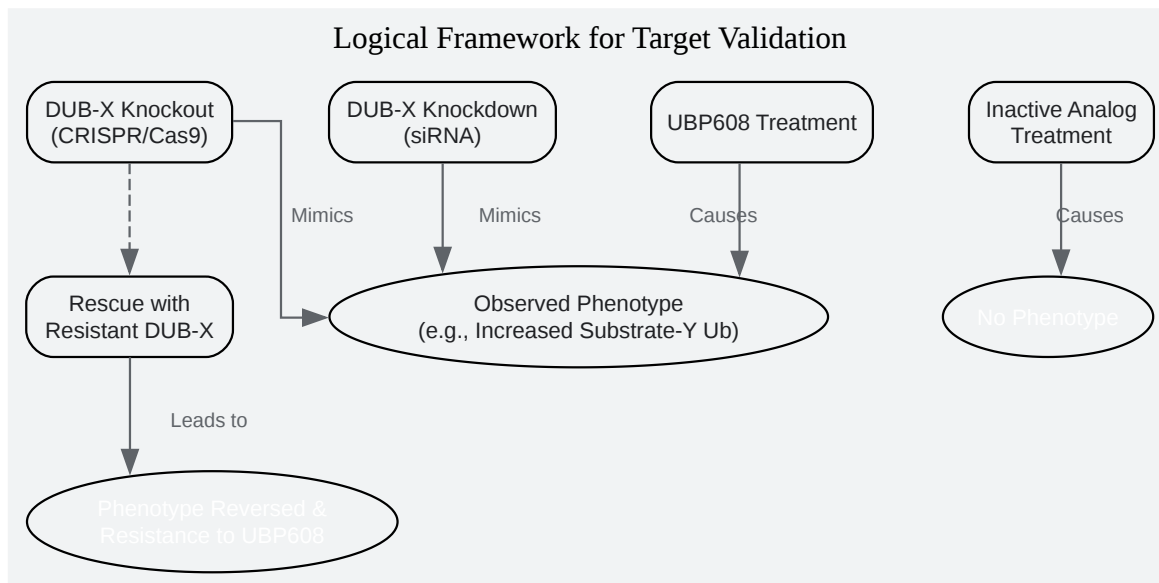 Logical Framework for Target Validation
DUB-X Knockout
(CRISPR/Cas9)
DUB-X Knockdown
(siRNA)
UBP608 Treatment
Inactive Analog
Treatment
Mimics
Mimics
Causes
Causes
Rescue with
Resistant DUB-X
Observed Phenotype
(e.g., Increased Substrate-Y Ub)
No Phenotype
Leads to
Phenotype Reversed &
Resistance to UBP608